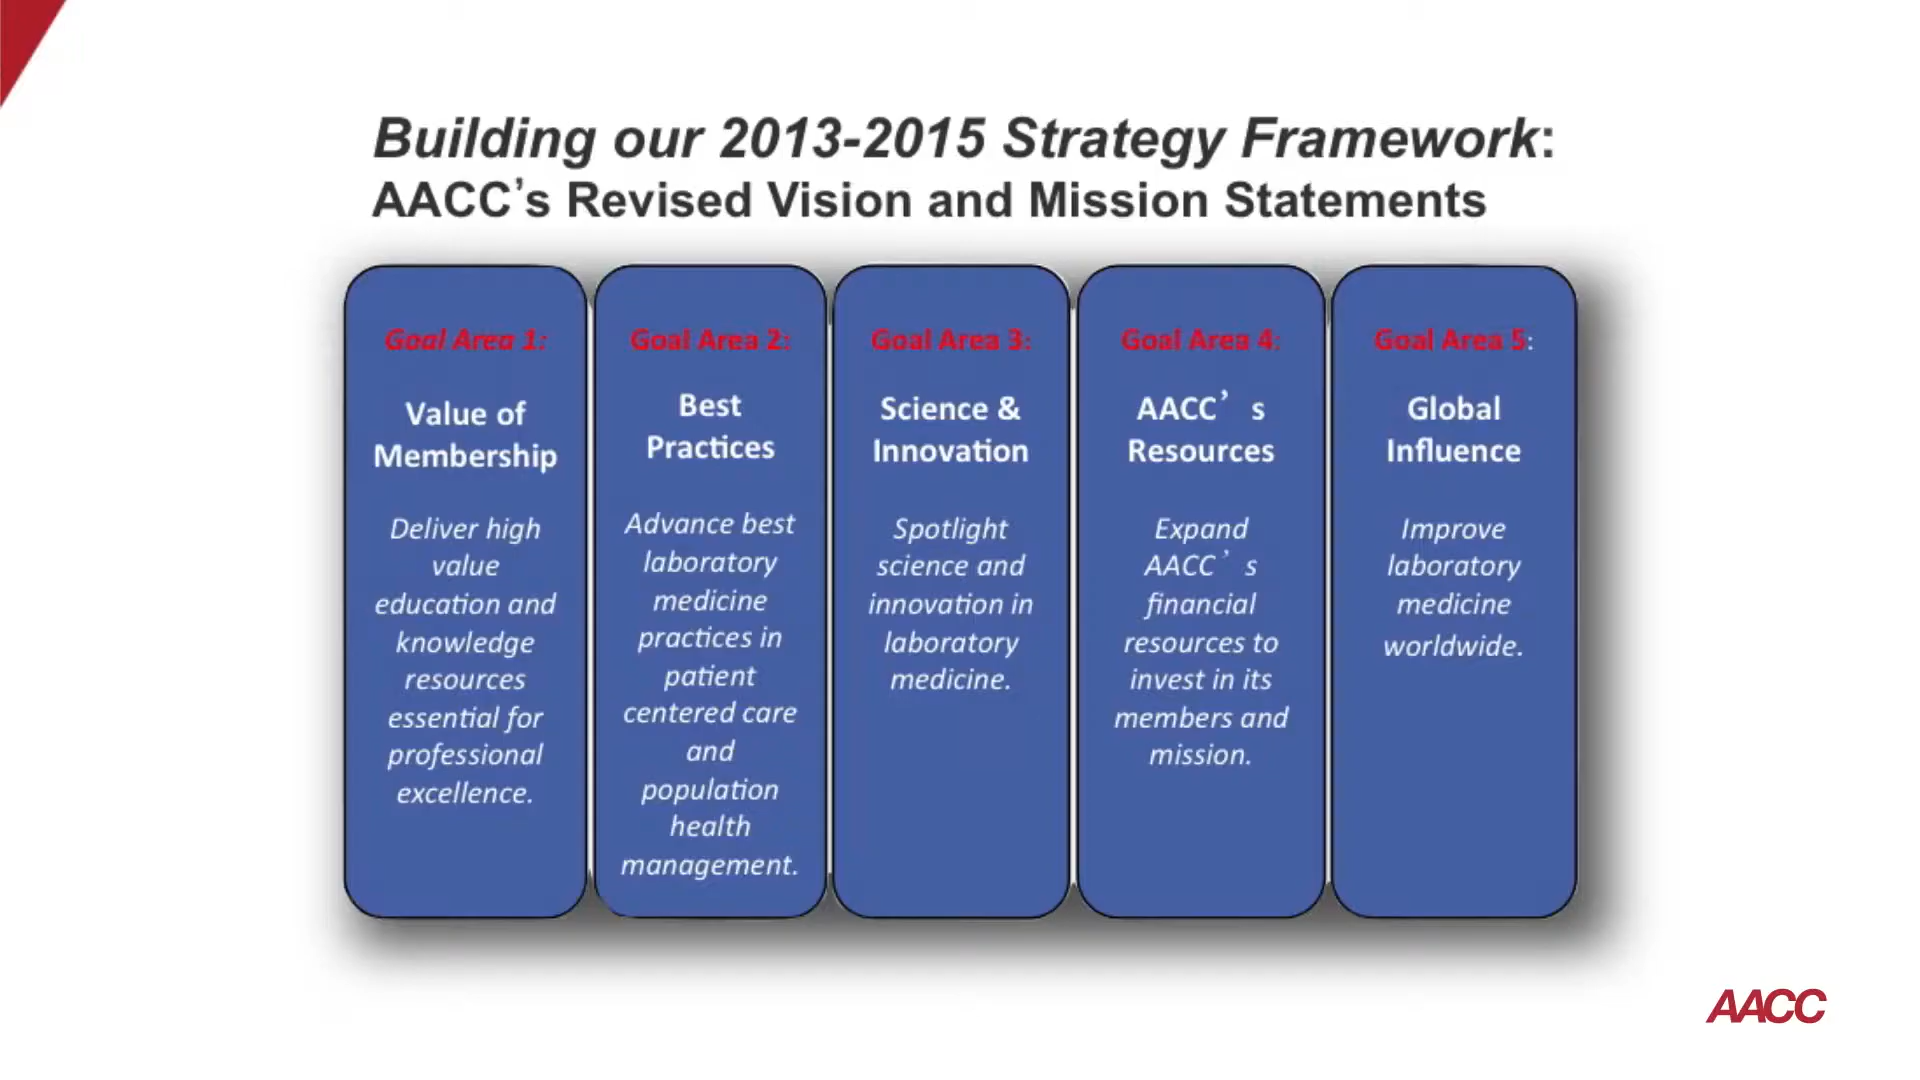 Building our 2013-2015 Strategy Framework:
AACC’s Revised Vision and Mission Statements
Goal Area 1:
Value of
Membership
Deliver high
value
education and
knowledge
resources
essential for
professional
excellence.
Goal Area 2:
Best
Practices
Advance best
laboratory
medicine
practices in
patient
centered care
and
population
health
management.
Goal Area 3:
Science &
Innovation
Spotlight
science and
innovation in
laboratory
medicine.
Goal Area 4:
AACC’ s
Resources
Expand
AACC’ s
financial
resources to
invest in its
members and
mission.
Goal Area 5:
Global
Influence
Improve
laboratory
medicine
worldwide.
AACC